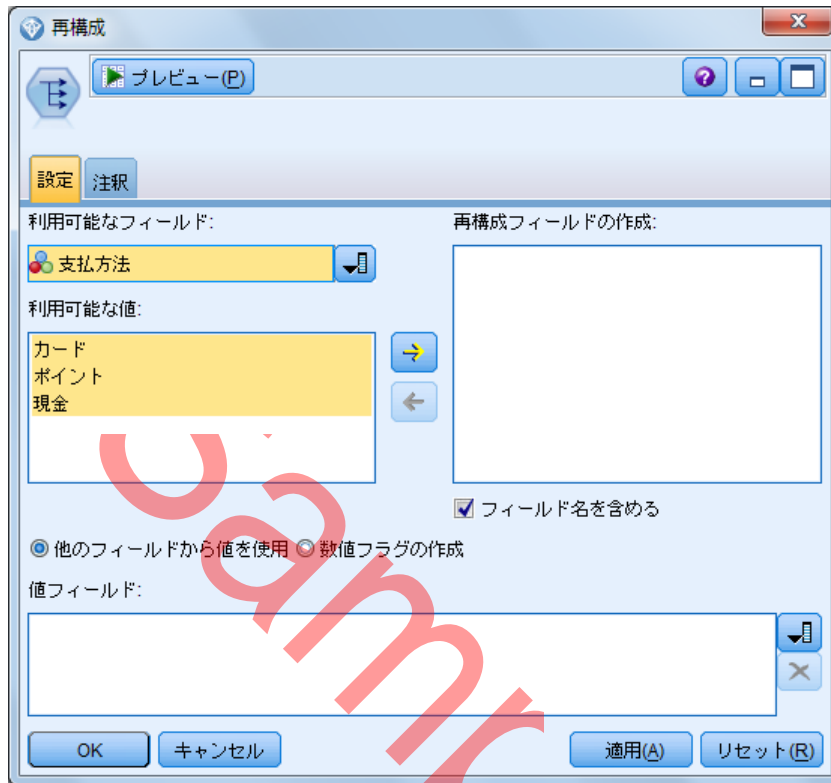 再構成
プレビュー(P)
設定 注釈
利用可能なフィールド:
支払方法
利用可能な値:
カード
ポイント
現金
再構成フィールドの作成:
フィールド名を含める
他のフィールドから値を使用 数値フラグの作成
値フィールド:
OK キャンセル 適用(A) リセット(R)
Samp